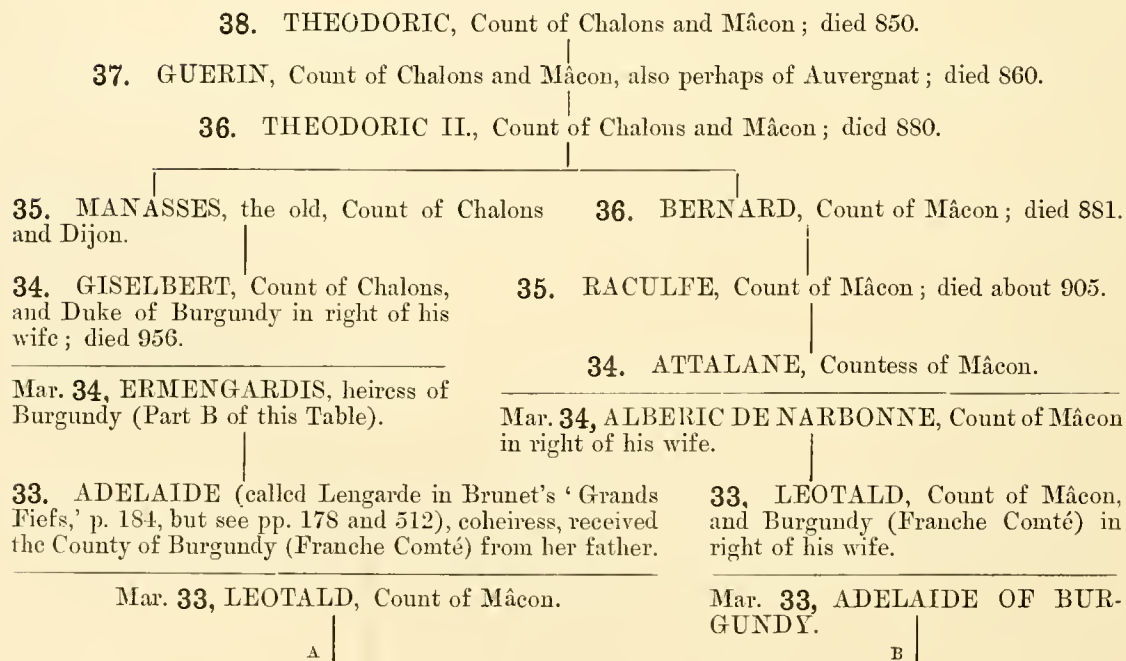 38. THEODORIC, Count of Chalons and Mâcon; died 850.
37. GUERIN, Count of Chalons and Mâcon, also perhaps of Auvergnat; died 860.
36. THEODORIC II., Count of Chalons and Mâcon; died 880.
35. MANASSES, the old, Count of Chalons
and Dijon.
36. BERNARD, Count of Mâcon; died 881.
34. GISELBERT, Count of Chalons,
and Duke of Burgundy in right of his
wife; died 956.
35. RACULFE, Count of Mâcon; died about 905.
34. ATTALANE, Countess of Mâcon.
Mar. 34, ERMENGARDIS, heiress of
Burgundy (Part B of this Table).
Mar. 34, ALBERIC DE NARBONNE, Count of Mâcon
in right of his wife.
33. ADELAIDE (called Lengarde in Brunet's ‘Grands
Fiefs,’ p. 184, but see pp. 178 and 512), coheiress, received
the County of Burgundy (Franche Comté) from her father.
33, LEOTALD, Count of Mâcon,
and Burgundy (Franche Comté) in
right of his wife.
Mar. 33, LEOTALD, Count of Mâcon.
Mar. 33, ADELAIDE OF BUR-
GUNDY.
A
B